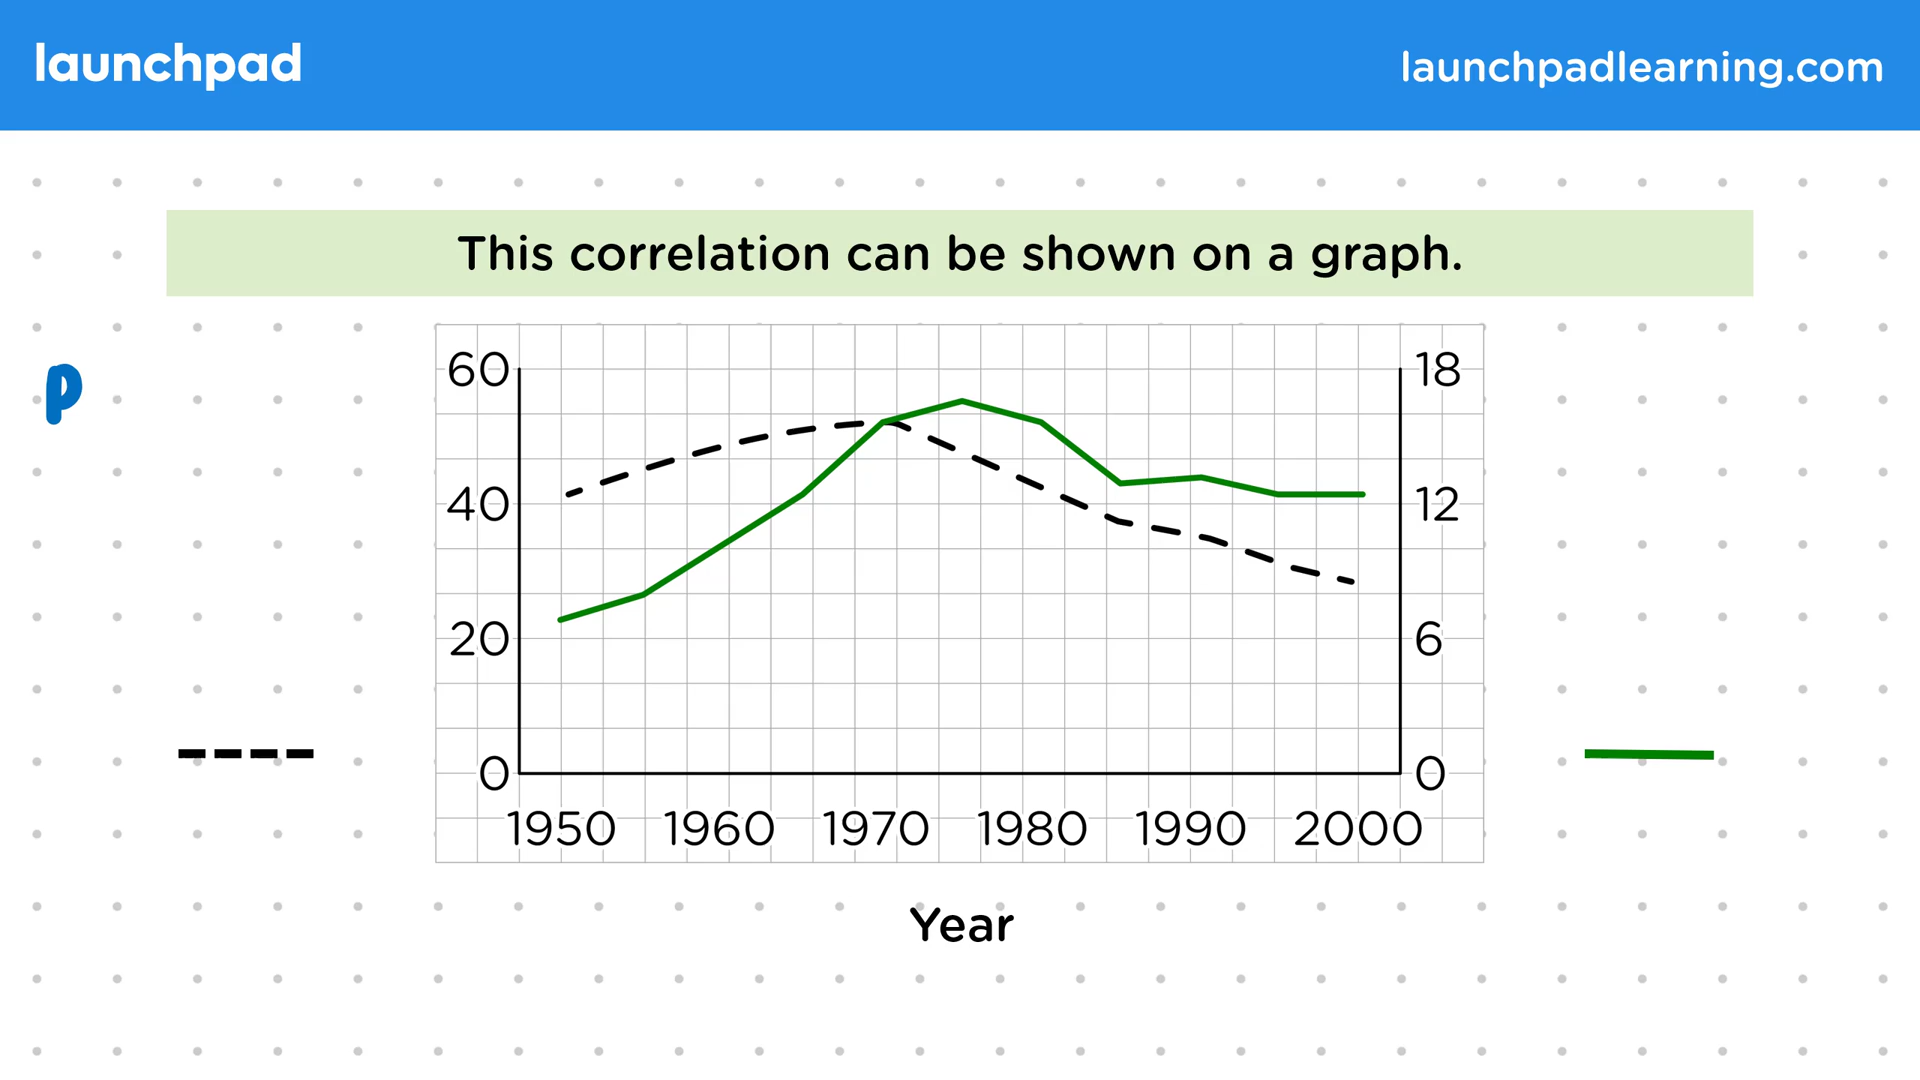 launchpad
launchpadlearning.com
This correlation can be shown on a graph.
p
60
18
40
12
20
6
0
0
1950 1960 1970 1980 1990 2000
Year